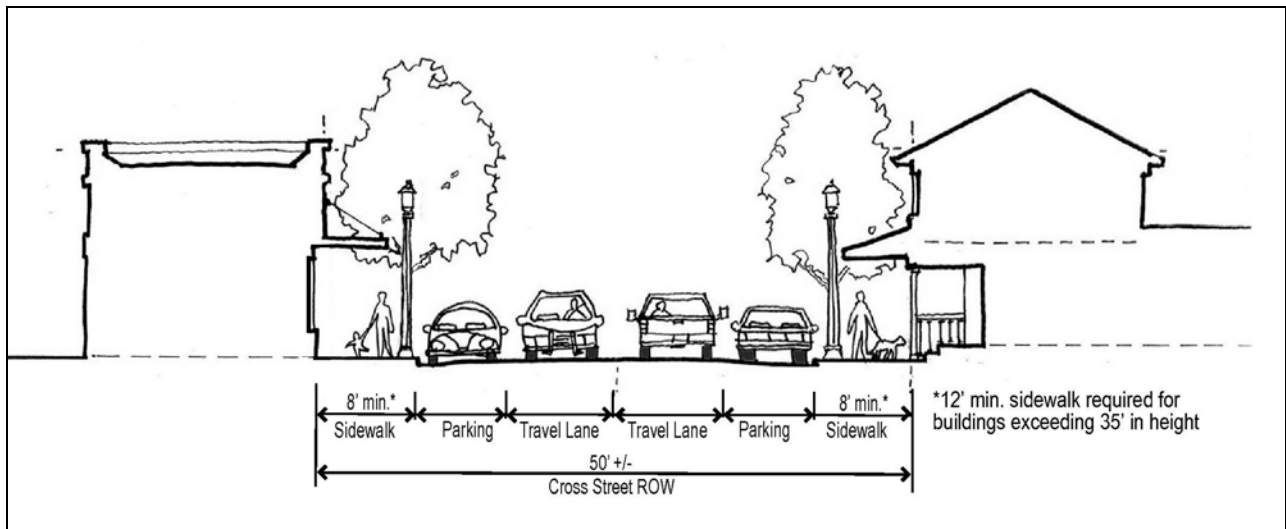 8' min.*
Sidewalk
Parking
Travel Lane
Travel Lane
Parking
8' min.*
Sidewalk
*12' min. sidewalk required for
buildings exceeding 35' in height
50' +/-
Cross Street ROW